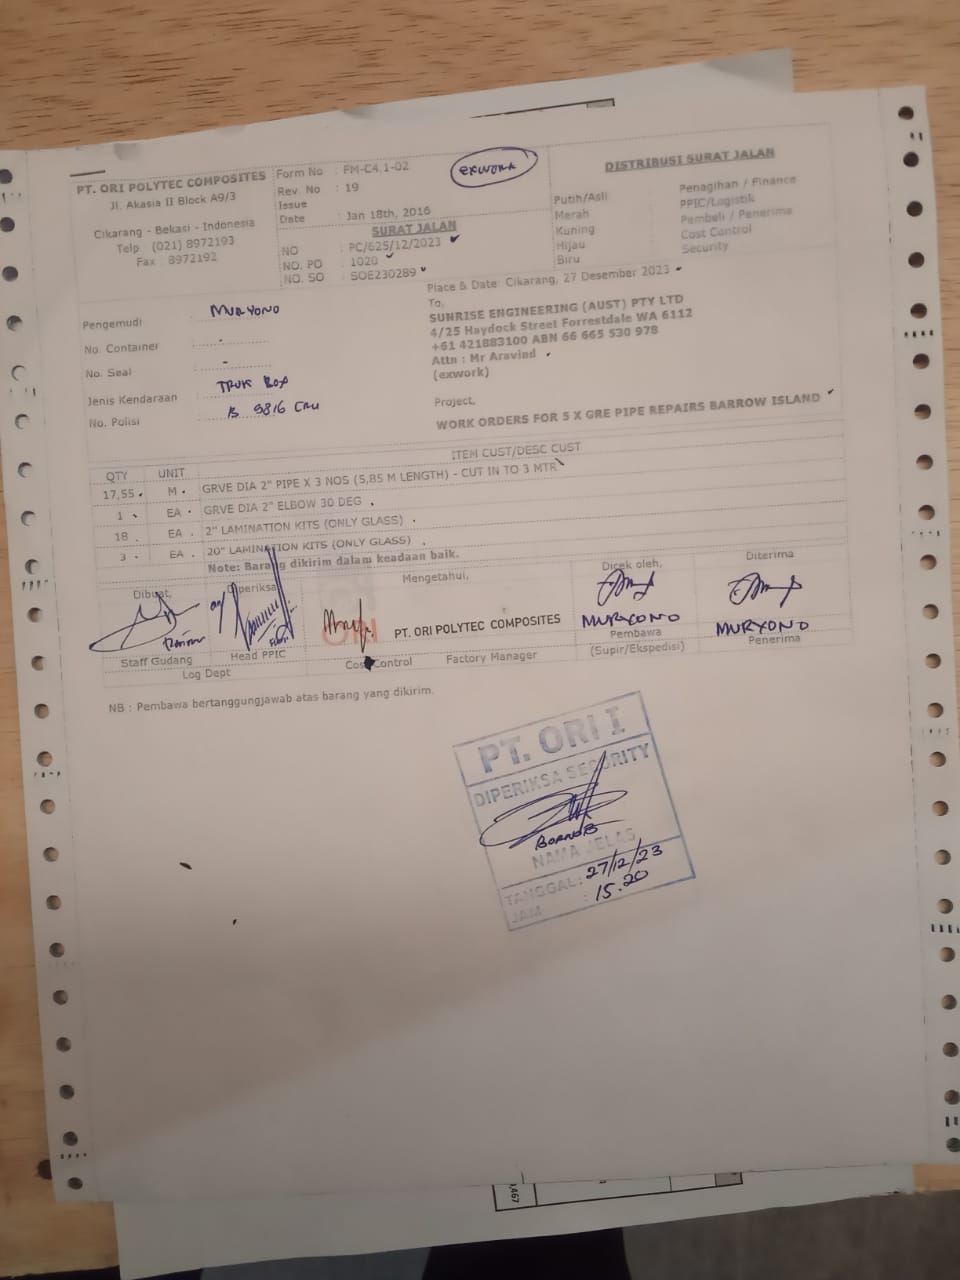 PT. ORI POLYTEC COMPOSITES
Jl. Akasia II Block A9/3
Cikarang - Bekasi - Indonesia
Telp (021) 8972193
Fax : 8972192
Form No : FM-C4.1-02
Rev. No : 19
Issue
Date : Jan 18th, 2016
SURAT JALAN
NO : PC/625/12/2023
NO. PO : 1020
NO. SO : SOE230289
exwork
DISTRIBUSI SURAT JALAN
Putih/Asli : Penagihan / Finance
Merah : PPIC/Logistik
Kuning : Pembeli / Penerima
Hijau : Cost Control
Biru : Security
Pengemudi : MURYONO
No. Container : -
No. Seal : -
Jenis Kendaraan : TRUK BOX
No. Polisi : B 9816 CRU
Place & Date: Cikarang, 27 Desember 2023
To,
SUNRISE ENGINEERING (AUST) PTY LTD
4/25 Haydock Street Forrestdale WA 6112
+61 421883100 ABN 66 665 530 978
Attn : Mr Aravind
(exwork)
Project,
WORK ORDERS FOR 5 X GRE PIPE REPAIRS BARROW ISLAND
QTY UNIT ITEM CUST/DESC CUST
17,55 M GRVE DIA 2" PIPE X 3 NOS (5,85 M LENGTH) - CUT IN TO 3 MTR
1 EA GRVE DIA 2" ELBOW 30 DEG
18 EA 2" LAMINATION KITS (ONLY GLASS)
3 EA 20" LAMINATION KITS (ONLY GLASS)
Note: Barang dikirim dalam keadaan baik.
Dibuat, Diperiksa Mengetahui, Dicek oleh, Diterima
PT. ORI POLYTEC COMPOSITES
MURYONO MURYONO
Staff Gudang Head PPIC Cost Control Factory Manager Pembawa Penerima
(Supir/Ekspedisi)
Log Dept
NB : Pembawa bertanggungjawab atas barang yang dikirim.
PT. ORI I
DIPERIKSA SECURITY
NAMA JELAS
TANGGAL : 27/12/23
JAM : 15.20